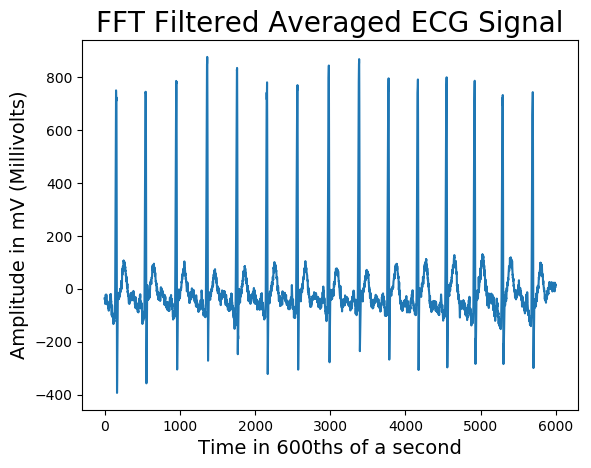 FFT Filtered Averaged ECG Signal
Amplitude in mV (Millivolts)
800
600
400
200
0
−200
−400
0 1000 2000 3000 4000 5000 6000
Time in 600ths of a second